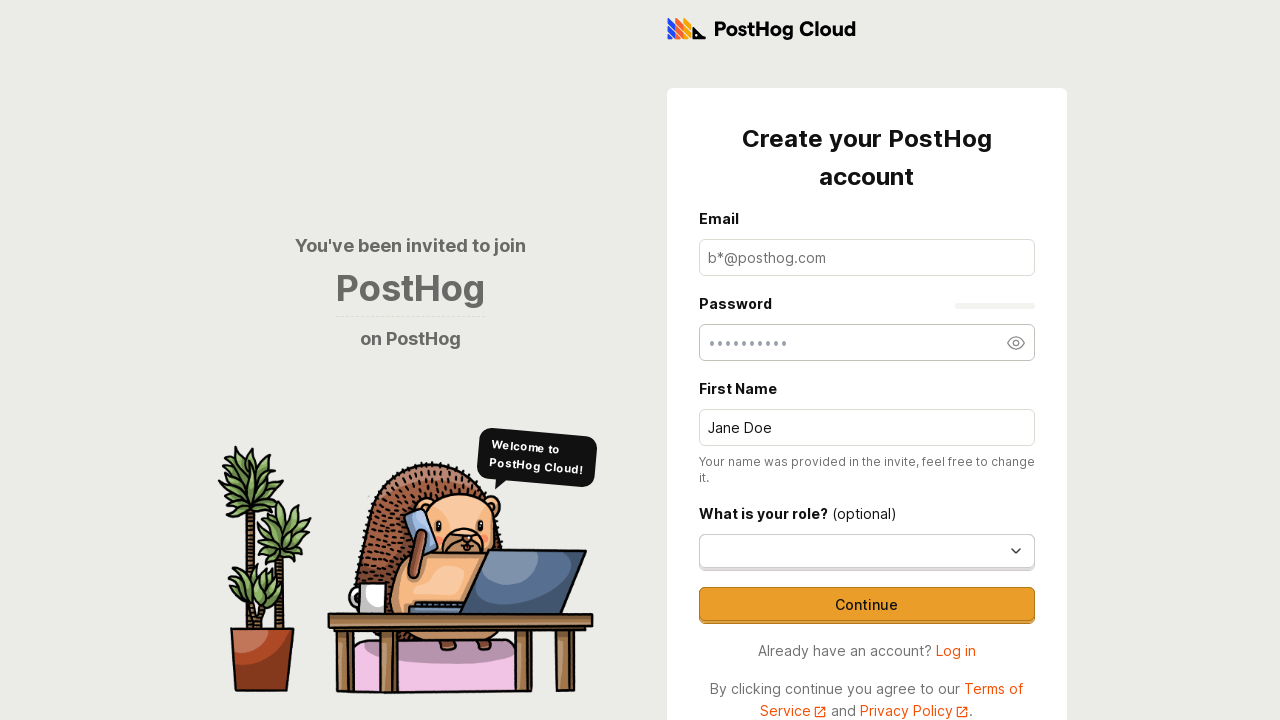 PostHog Cloud
You've been invited to join
PostHog
on PostHog
Welcome to
PostHog Cloud!
Create your PostHog
account
Email
b*@posthog.com
Password
••••••••••
First Name
Jane Doe
Your name was provided in the invite, feel free to change
it.
What is your role? (optional)
Continue
Already have an account? Log in
By clicking continue you agree to our Terms of
Service and Privacy Policy.